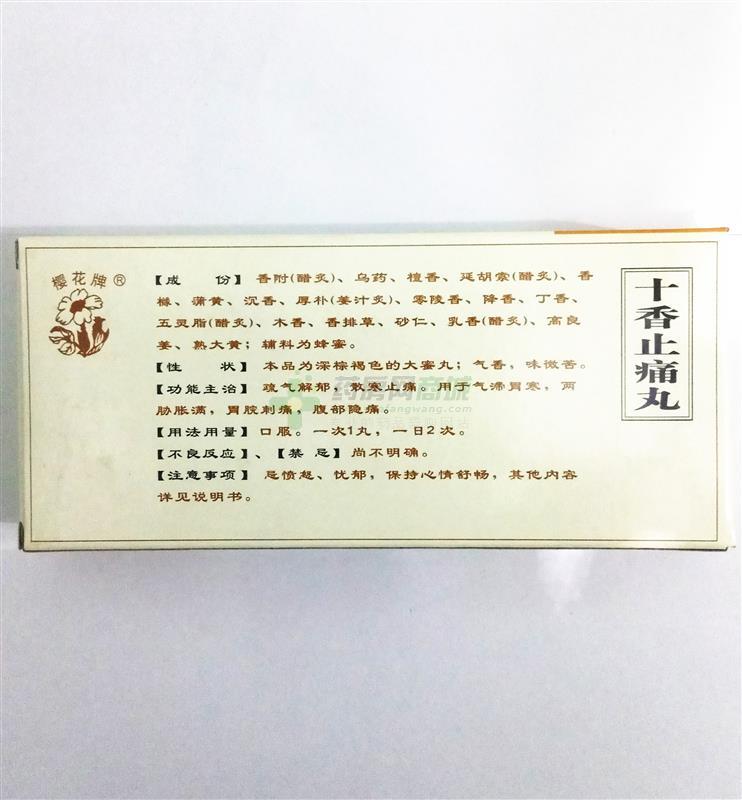 樱花牌®
【成 份】 香附(醋炙)、乌药、檀香、延胡索(醋炙)、香
橼、蒲黄、沉香、厚朴(姜汁炙)、零陵香、降香、丁香、
五灵脂(醋炙)、木香、香排草、砂仁、乳香(醋炙)、高良
姜、熟大黄；辅料为蜂蜜。
【性 状】 本品为深棕褐色的大蜜丸；气香，味微苦。
【功能主治】 疏气解郁，散寒止痛。用于气滞胃寒，两
胁胀满，胃脘刺痛，腹部隐痛。
【用法用量】 口服。一次1丸，一日2次。
【不良反应】、【禁 忌】 尚不明确。
【注意事项】 忌愤怒、忧郁，保持心情舒畅，其他内容
详见说明书。
十香止痛丸
药房网商城